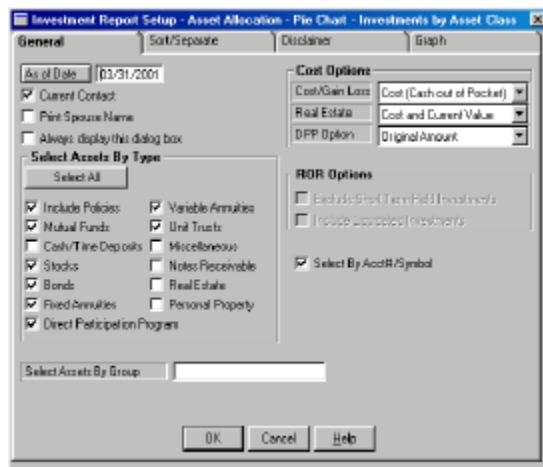 Investment Report Setup - Asset Allocation - Pie Chart - Investments by Asset Class
General Sort/Separate Disclaimer Graph
As of Date 03/31/2001
Current Contact
Print Spouse Name
Always display this dialog box
Select Assets By Type
Select All
Include Policies Variable Annuities
Mutual Funds Unit Trusts
Cash/Time Deposits Miscellaneous
Stocks Notes Receivable
Bonds Real Estate
Fixed Annuities Personal Property
Direct Participation Program
Cost Options
Cost/Gain Loss Cost (Cash out of Pocket)
Real Estate Cost and Current Value
DPP Option Original Amount
ROR Options
Exclude Short Term Held Investments
Include Liquidated Investments
Select By Acct#/Symbol
Select Assets By Group
OK Cancel Help